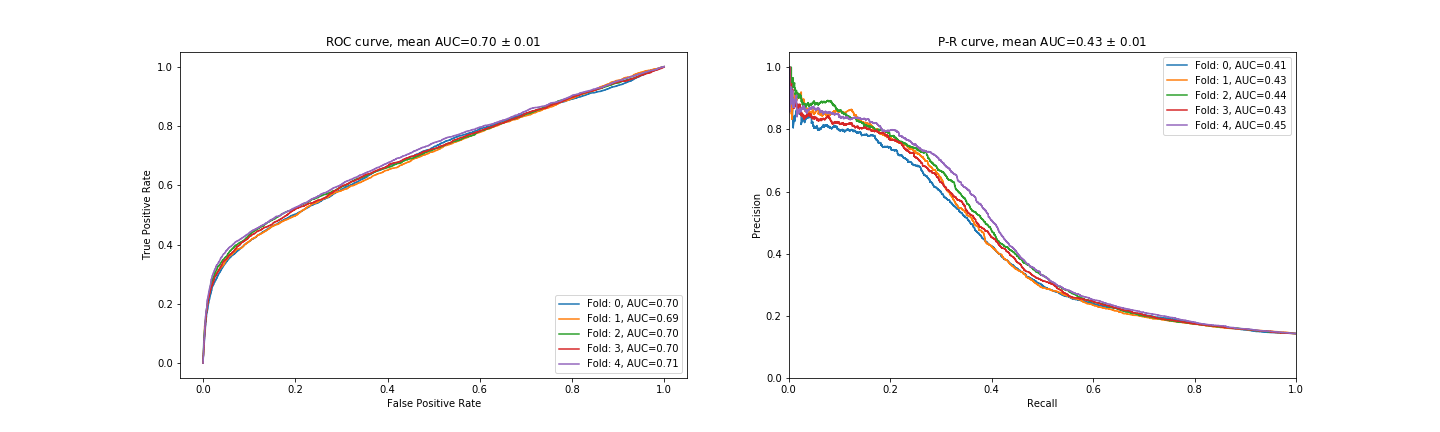 ROC curve, mean AUC=0.70 ± 0.01
True Positive Rate
1.0
0.8
0.6
0.4
0.2
0.0
Fold: 0, AUC=0.70
Fold: 1, AUC=0.69
Fold: 2, AUC=0.70
Fold: 3, AUC=0.70
Fold: 4, AUC=0.71
0.0 0.2 0.4 0.6 0.8 1.0
False Positive Rate
P-R curve, mean AUC=0.43 ± 0.01
Precision
1.0
0.8
0.6
0.4
0.2
0.0
Fold: 0, AUC=0.41
Fold: 1, AUC=0.43
Fold: 2, AUC=0.44
Fold: 3, AUC=0.43
Fold: 4, AUC=0.45
0.0 0.2 0.4 0.6 0.8 1.0
Recall